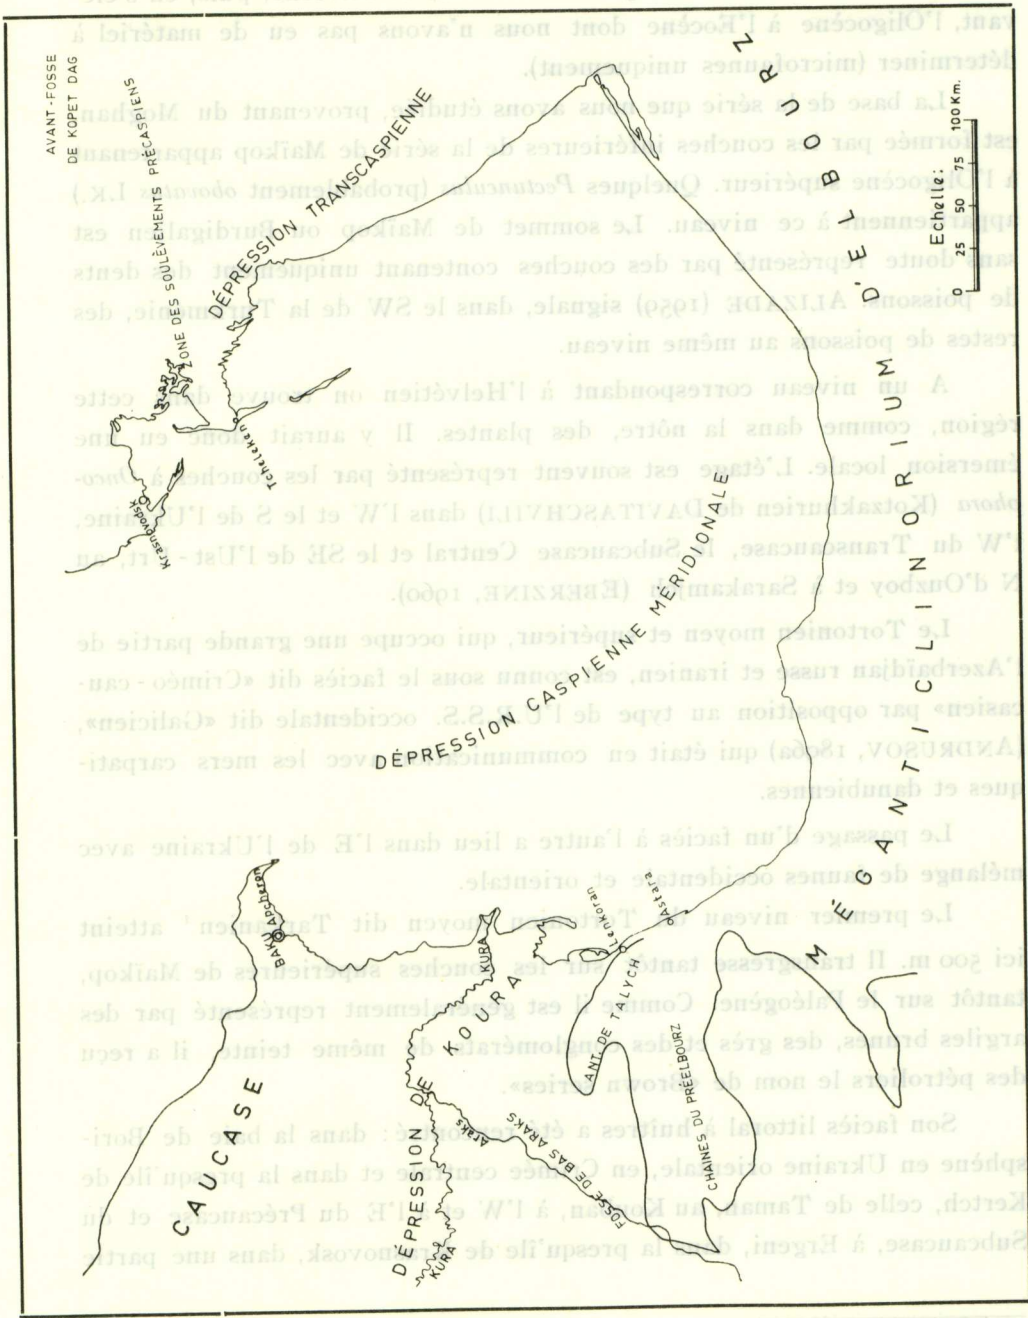 AVANT-FOSSE
DE KOPET DAG
ZONE DES SOULÈVEMENTS PRÉCASPIENS
DÉPRESSION TRANSCASPIENNE
Krasnovodsk
Tcheleken
CAUCASE
BAKU
Apcheron
DÉPRESSION CASPIENNE MÉRIDIONALE
DÉPRESSION DE KOURA
KURA
KURA
Araks
FOSSE DE BAS ARAKS
Lenkoran
Astara
ANT. DE TALYCH
CHAINES DU PRÉELBOURZ
MÉGANTICLINORIUM D'ELBOURZ
Echelle:
0 25 50 75 100 Km.
vant, l'Oligocène à l'Eocène dont nous n'avons pas eu de matériel à
déterminer (microfaunes uniquement).
La base de la série que nous avons étudiée, provenant du Moghan
est formée par les couches inférieures de la série de Maïkop appartenant
à l'Oligocène supérieur. Quelques Pectunculus (probablement obovatus LK.)
appartiennent à ce niveau. Le sommet de Maïkop ou Burdigalien est
sans doute représenté par des couches contenant uniquement des dents
de poissons. ALIZADE (1959) signale, dans le SW de la Turkménie, des
restes de poissons au même niveau.
A un niveau correspondant à l'Helvétien on trouve dans cette
région, comme dans la nôtre, des plantes. Il y aurait donc eu une
émersion locale. L'étage est souvent représenté par les couches à Onco-
phora (Kotzakhurien de DAVITASCHVILI) dans l'W et le S de l'Ukraine,
l'W du Transcaucase, le Subcaucase Central et le SE de l'Ust-Urt, au
N d'Ouzboy et à Sarakamysh (EBERZINE, 1960).
Le Tortonien moyen et supérieur, qui occupe une grande partie de
l'Azerbaïdjan russe et iranien, est connu sous le faciès dit «Criméo-cau-
casien» par opposition au type de l'U.R.S.S. occidentale dit «Galicien»,
(ANDRUSOV, 1896a) qui était en communication avec les mers carpati-
ques et danubiennes.
Le passage d'un faciès à l'autre a lieu dans l'E de l'Ukraine avec
mélange de faunes occidentale et orientale.
Le premier niveau du Tortonien moyen dit Tarkanien atteint
ici 500 m. Il transgresse tantôt sur les couches supérieures de Maïkop,
tantôt sur le Paléogène. Comme il est généralement représenté par des
argiles brunes, des grès et des conglomérats de même teinte, il a reçu
des pétroliers le nom de «Brown series».
Son faciès littoral à huîtres a été rencontré: dans la baie de Bori-
sphène en Ukraine orientale, en Crimée centrale et dans la presqu'île de
Kertch, celle de Taman, au Kouban, à l'W et à l'E du Précaucase et du
Subcaucase, à Ergeni, dans la presqu'île de Krasnovosk, dans une partie